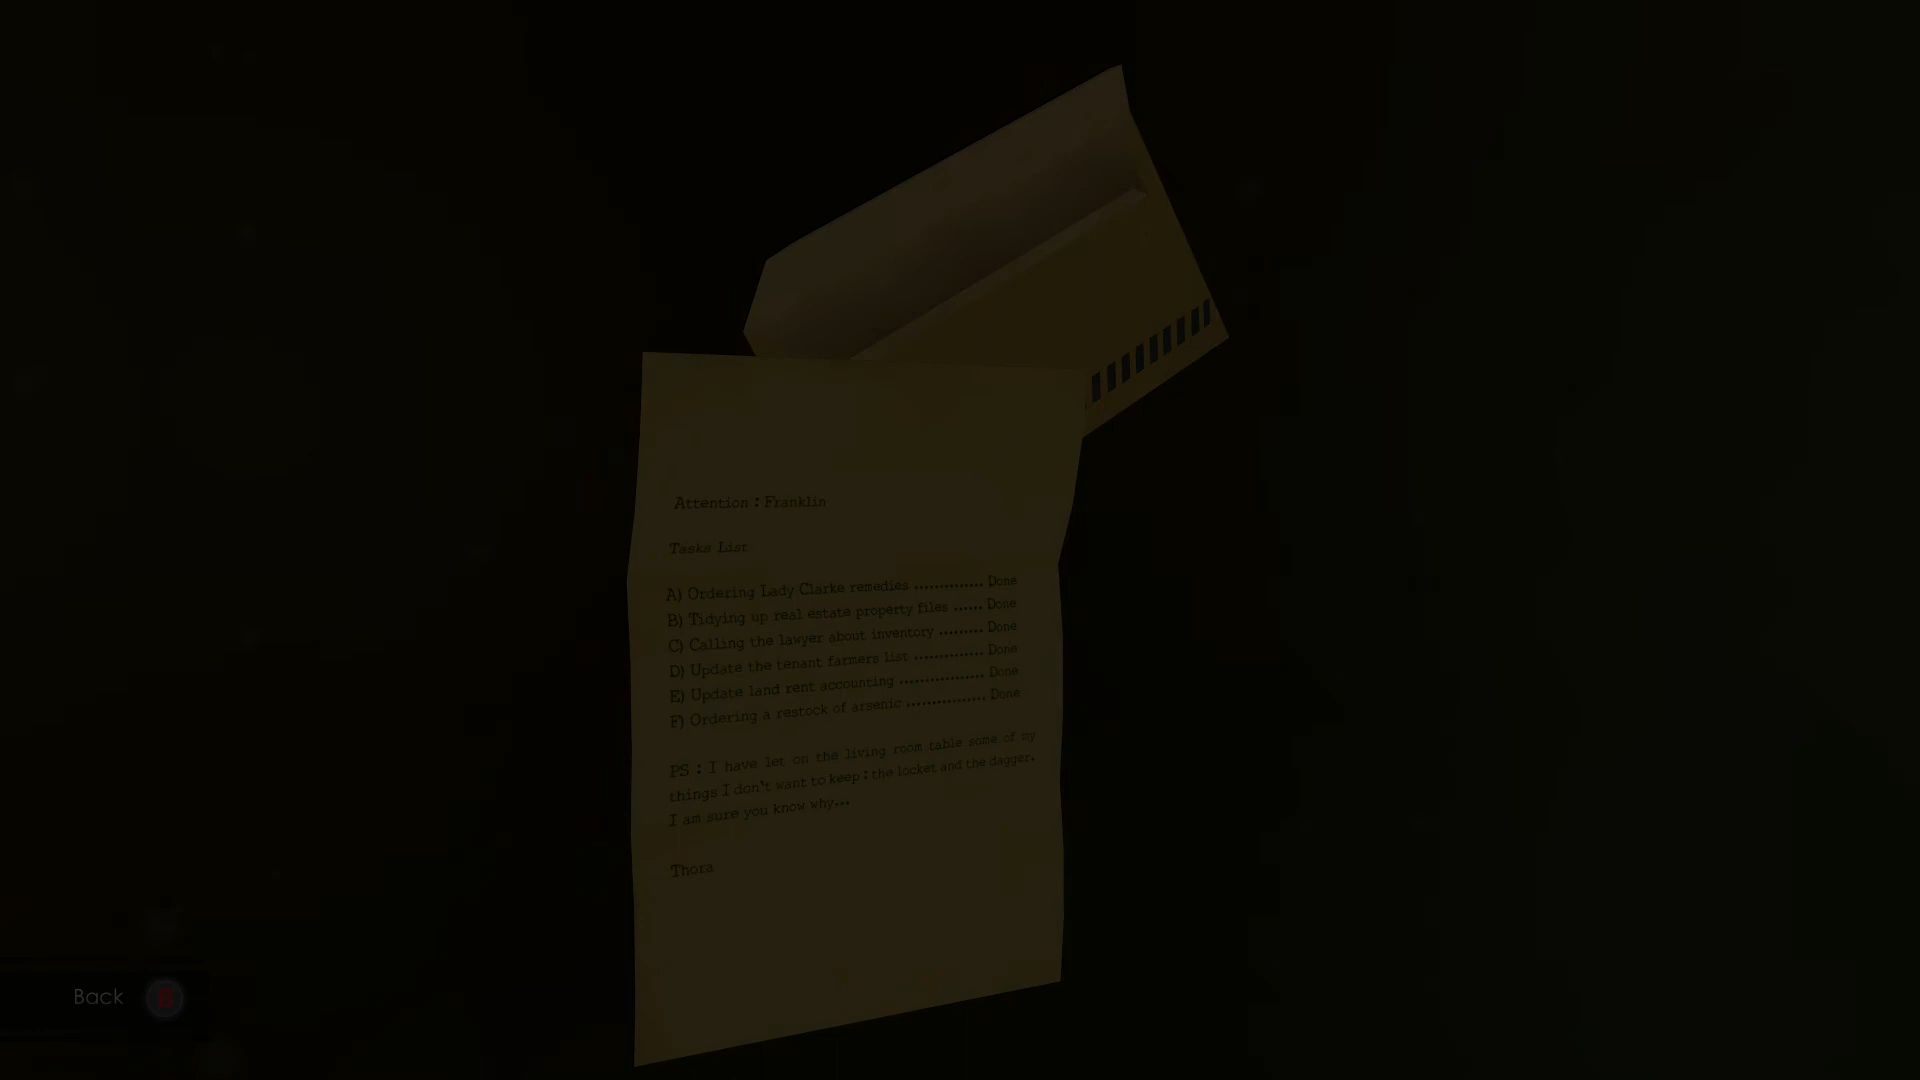 Attention : Franklin
Tasks List
A) Ordering Lady Clarke remedies .............. Done
B) Tidying up real estate property files ...... Done
C) Calling the lawyer about inventory ......... Done
D) Update the tenant farmers list .............. Done
E) Update land rent accounting ................. Done
F) Ordering a restock of arsenic ................ Done
PS : I have let on the living room table some of my
things I don't want to keep : the locket and the dagger.
I am sure you know why...
Thora
Back B